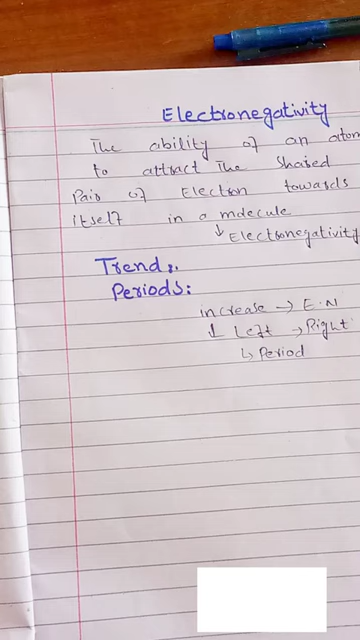 Electronegativity
The ability of an atom
to attract The Shared
Pair of Electron towards
itself in a molecule
↓ Electronegativity
Trends.
Periods:
increase → E.N
↓ Left → Right
↳ Period